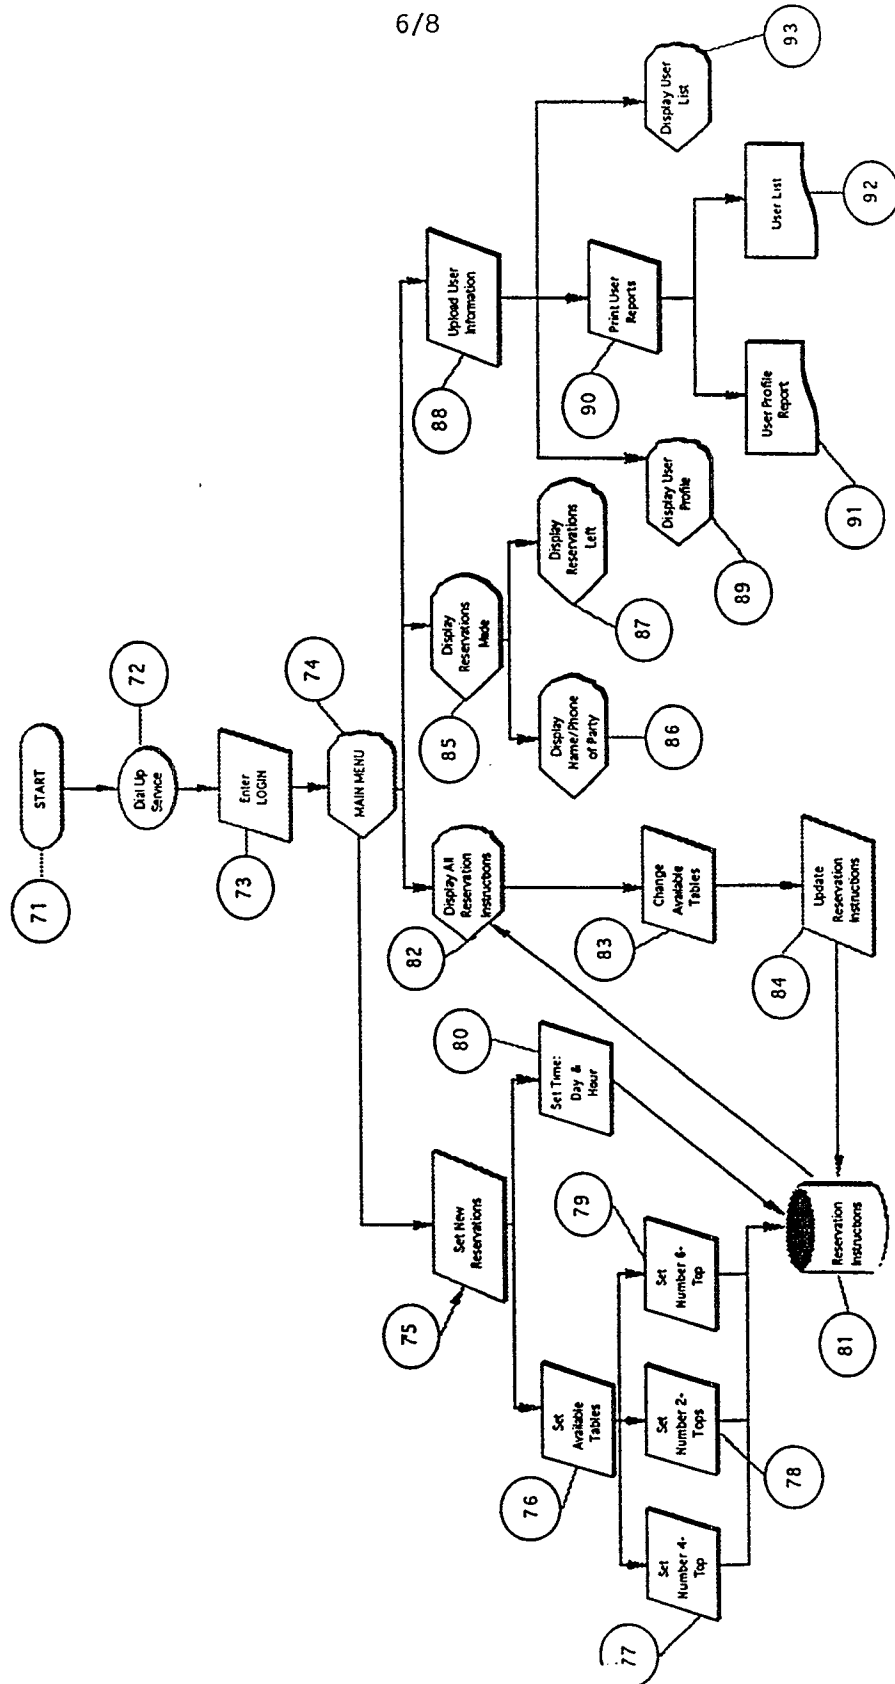 6/8
START
71
Dial Up
Service
72
Enter
LOGIN
73
MAIN MENU
74
Set New
Reservations
75
Display All
Reservation
Instructions
82
Display
Reservations
Made
85
Upload User
Information
88
Set
Available
Tables
76
Set Time:
Day &
Hour
80
Display
Name/Phone
of Party
86
Display
Reservations
Left
87
Print User
Reports
90
Set
Number 4-
Top
77
Set
Number 2-
Tops
78
Set
Number 6-
Top
79
Change
Available
Tables
83
Display User
Profile
89
Display User
List
93
Reservation
Instructions
81
Update
Reservation
Instructions
84
User Profile
Report
91
User List
92